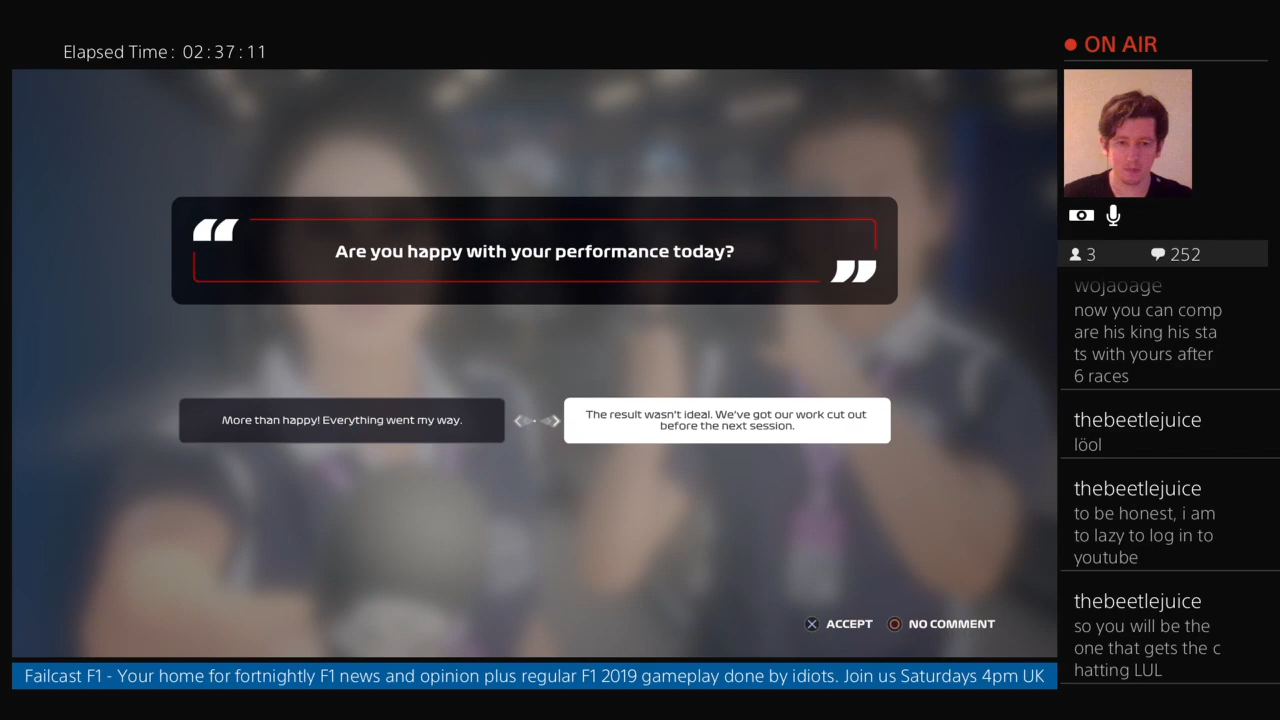 Elapsed Time: 02:37:11
ON AIR
Are you happy with your performance today?
More than happy! Everything went my way.
The result wasn't ideal. We've got our work cut out
before the next session.
ACCEPT
NO COMMENT
Failcast F1 - Your home for fortnightly F1 news and opinion plus regular F1 2019 gameplay done by idiots. Join us Saturdays 4pm UK
3
252
wojaoage
now you can comp
are his king his sta
ts with yours after
6 races
thebeetlejuice
löol
thebeetlejuice
to be honest, i am
to lazy to log in to
youtube
thebeetlejuice
so you will be the
one that gets the c
hatting LUL